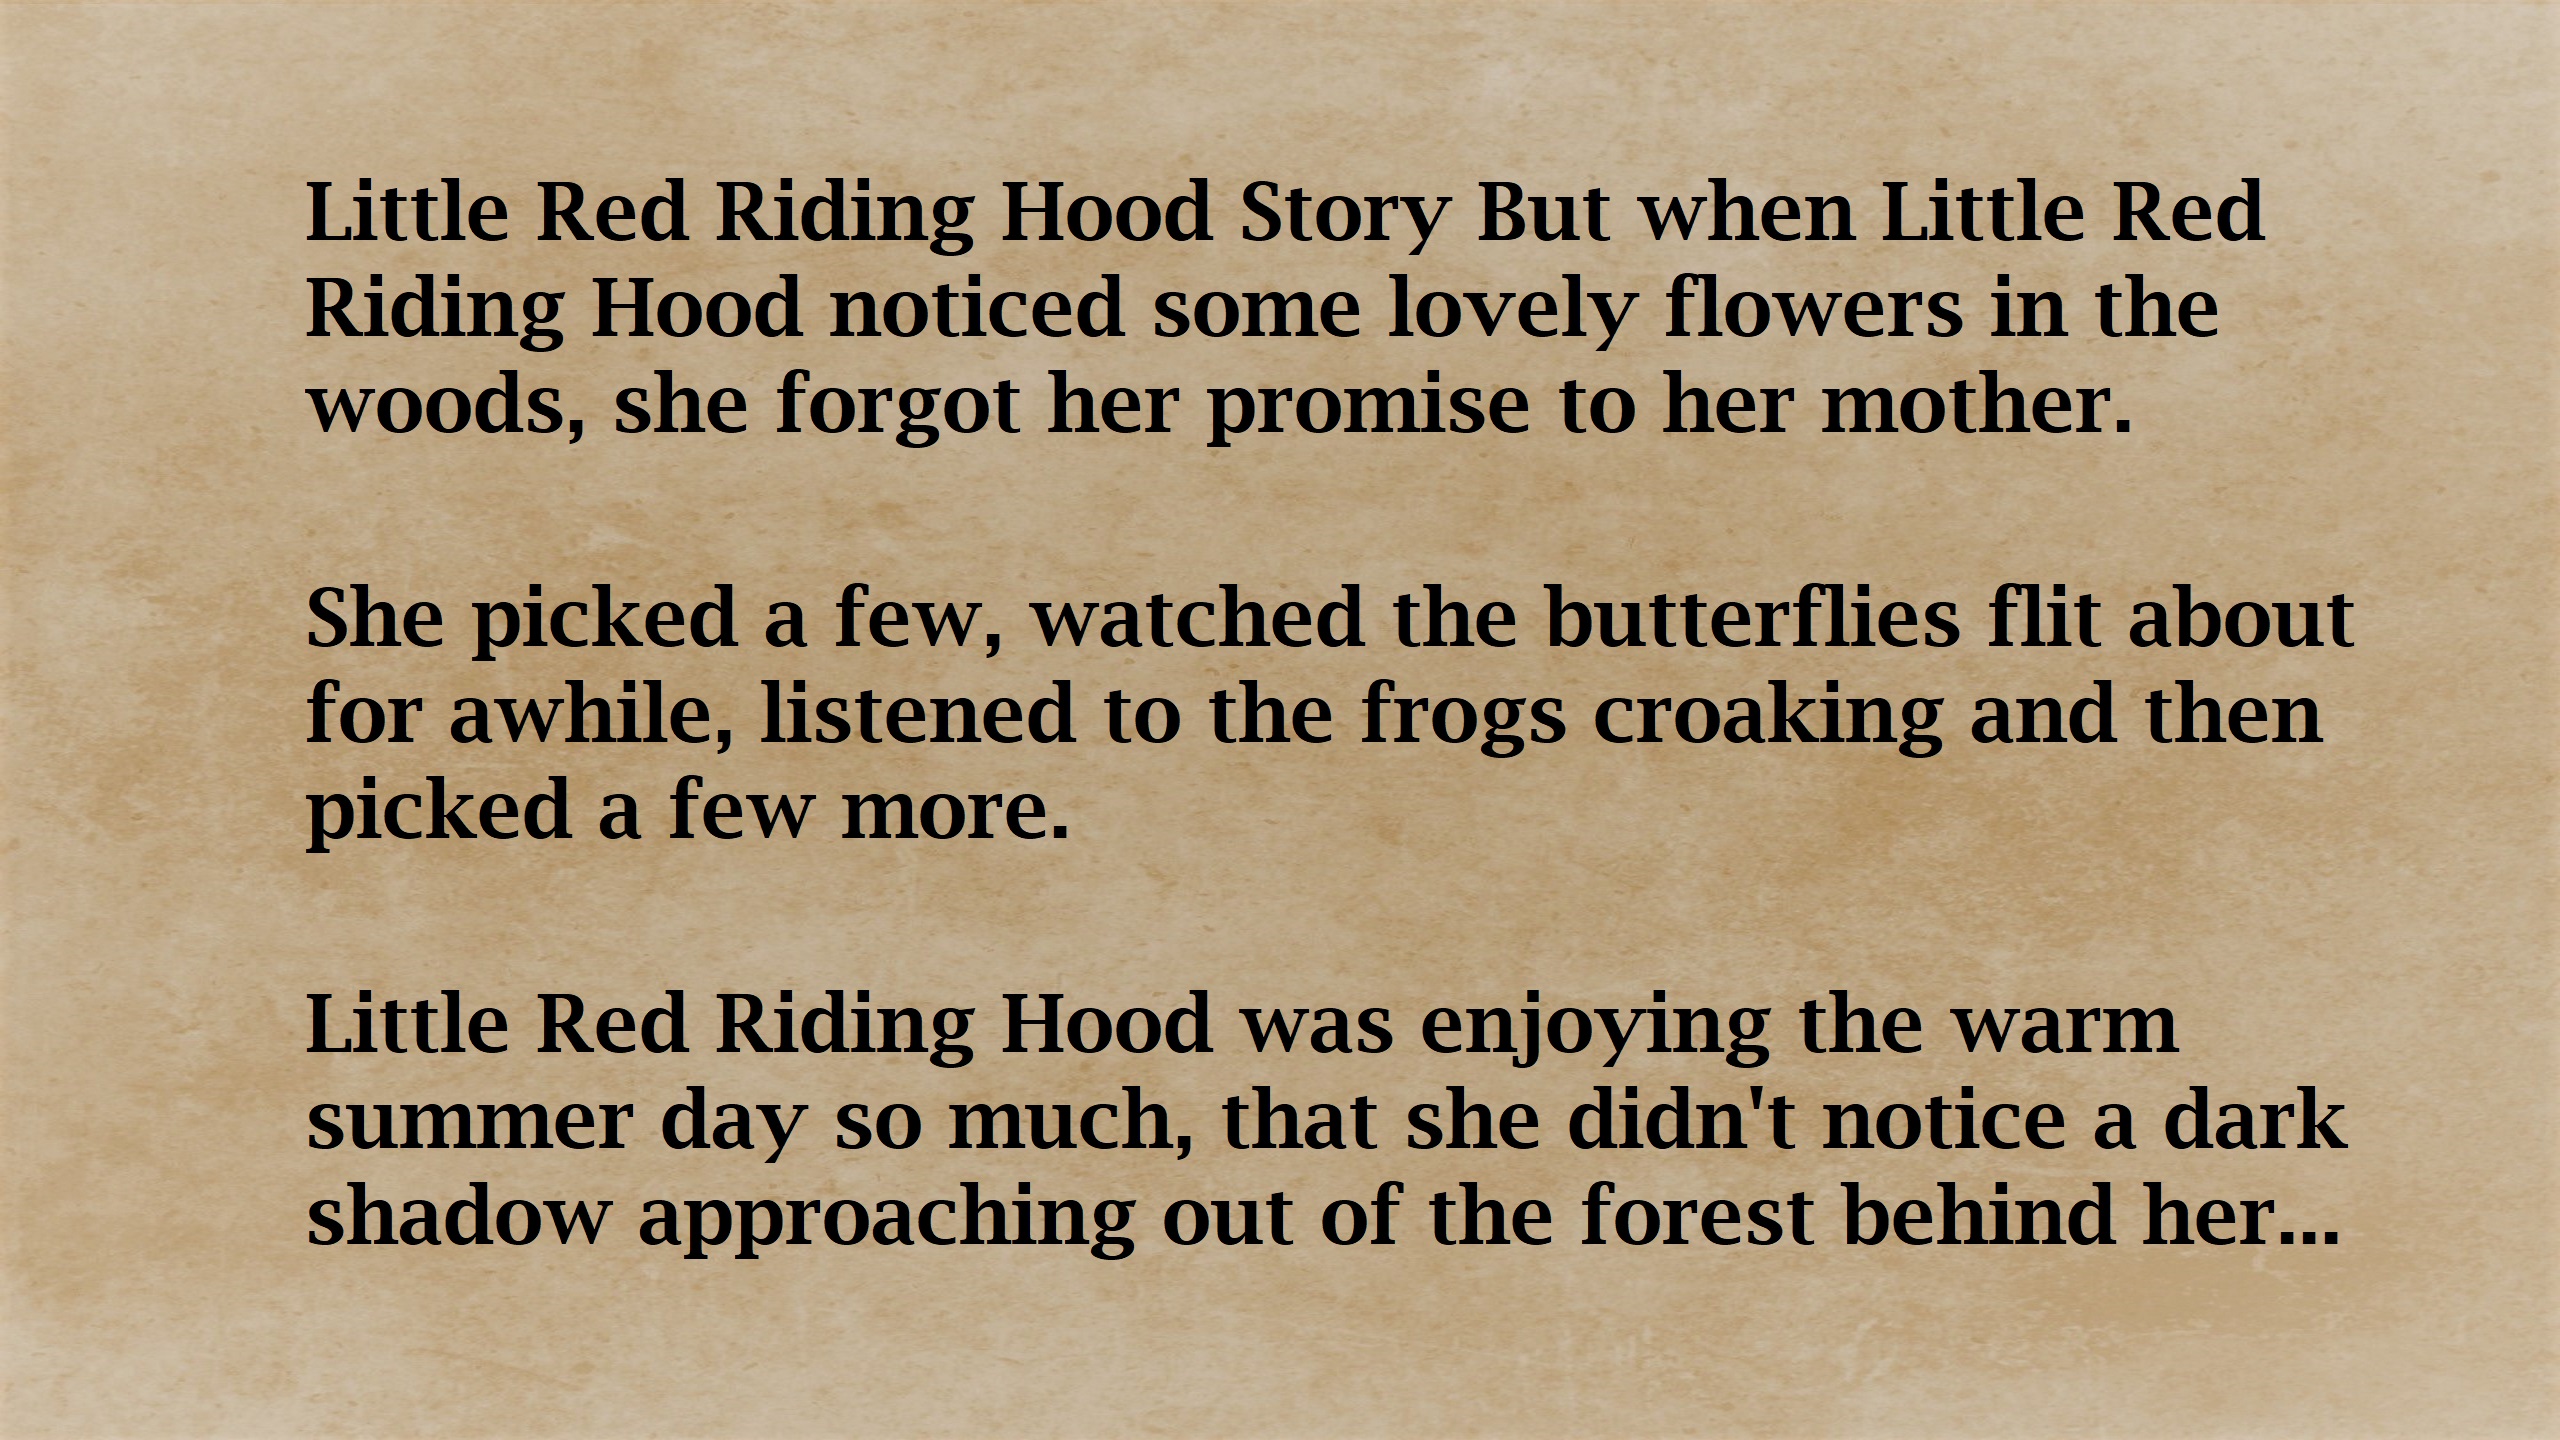 Little Red Riding Hood Story But when Little Red
Riding Hood noticed some lovely flowers in the
woods, she forgot her promise to her mother.
She picked a few, watched the butterflies flit about
for awhile, listened to the frogs croaking and then
picked a few more.
Little Red Riding Hood was enjoying the warm
summer day so much, that she didn't notice a dark
shadow approaching out of the forest behind her...